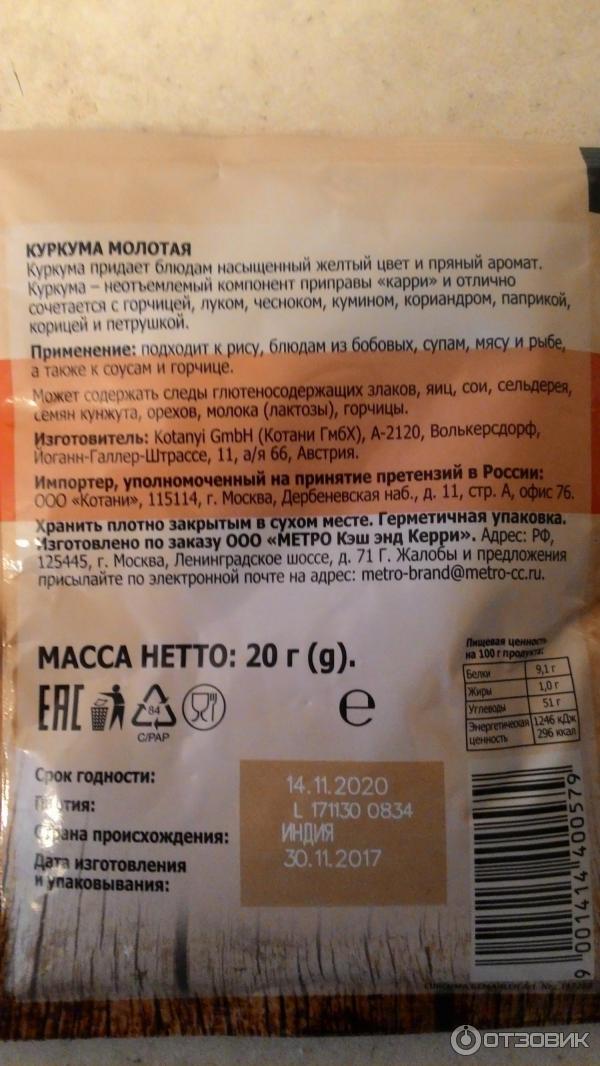 КУРКУМА МОЛОТАЯ
Куркума придает блюдам насыщенный желтый цвет и пряный аромат.
Куркума – неотъемлемый компонент приправы «карри» и отлично
сочетается с горчицей, луком, чесноком, кумином, кориандром, паприкой,
корицей и петрушкой.
Применение: подходит к рису, блюдам из бобовых, супам, мясу и рыбе,
а также к соусам и горчице.
Может содержать следы глютеносодержащих злаков, яиц, сои, сельдерея,
семян кунжута, орехов, молока (лактозы), горчицы.
Изготовитель: Kotanyi GmbH (Котани ГмбХ), А-2120, Волькерсдорф,
Йоганн-Галлер-Штрассе, 11, а/я 66, Австрия.
Импортер, уполномоченный на принятие претензий в России:
ООО «Котани», 115114, г. Москва, Дербеневская наб., д. 11, стр. А, офис 76.
Хранить плотно закрытым в сухом месте. Герметичная упаковка.
Изготовлено по заказу ООО «МЕТРО Кэш энд Керри». Адрес: РФ,
125445, г. Москва, Ленинградское шоссе, д. 71 Г. Жалобы и предложения
присылайте по электронной почте на адрес: metro-brand@metro-cc.ru.
МАССА НЕТТО: 20 г (g).
EAC 84 e
C/PAP
Пищевая ценность
на 100 г продукта:
Белки 9,1 г
Жиры 1,0 г
Углеводы 51 г
Энергетическая 1246 кДж
ценность 296 ккал
Срок годности: 14.11.2020
Партия: L 171130 0834
Страна происхождения: ИНДИЯ
Дата изготовления 30.11.2017
и упаковывания:
9 001414 400579
ОТЗОВИК